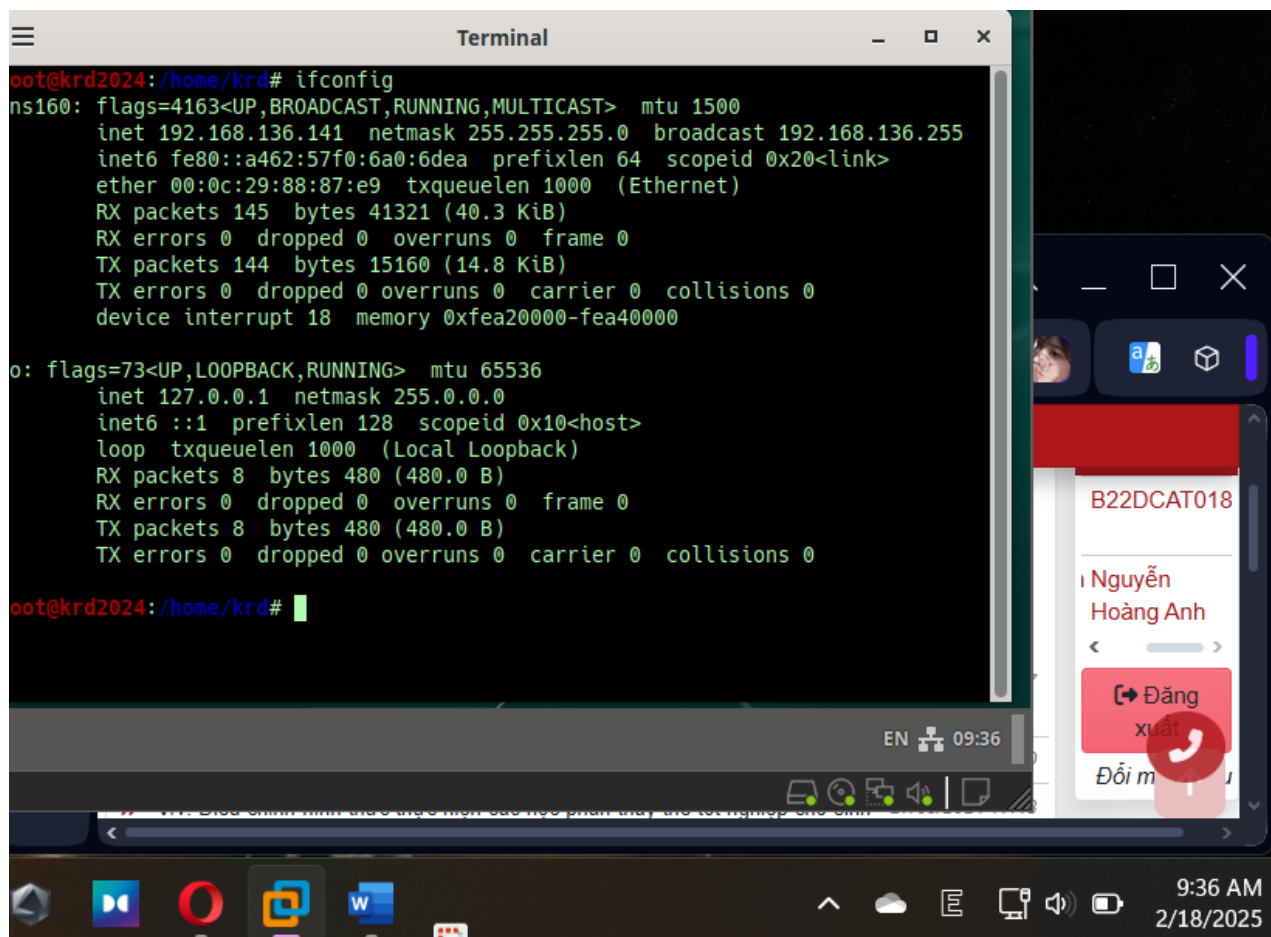 Terminal
oot@krd2024:/home/krd# ifconfig
ns160: flags=4163<UP,BROADCAST,RUNNING,MULTICAST>  mtu 1500
inet 192.168.136.141  netmask 255.255.255.0  broadcast 192.168.136.255
inet6 fe80::a462:57f0:6a0:6dea  prefixlen 64  scopeid 0x20<link>
ether 00:0c:29:88:87:e9  txqueuelen 1000  (Ethernet)
RX packets 145  bytes 41321 (40.3 KiB)
RX errors 0  dropped 0  overruns 0  frame 0
TX packets 144  bytes 15160 (14.8 KiB)
TX errors 0  dropped 0 overruns 0  carrier 0  collisions 0
device interrupt 18  memory 0xfea20000-fea40000
o: flags=73<UP,LOOPBACK,RUNNING>  mtu 65536
inet 127.0.0.1  netmask 255.0.0.0
inet6 ::1  prefixlen 128  scopeid 0x10<host>
loop  txqueuelen 1000  (Local Loopback)
RX packets 8  bytes 480 (480.0 B)
RX errors 0  dropped 0  overruns 0  frame 0
TX packets 8  bytes 480 (480.0 B)
TX errors 0  dropped 0 overruns 0  carrier 0  collisions 0
oot@krd2024:/home/krd#
EN 09:36
B22DCAT018
Nguyễn
Hoàng Anh
Đăng
xuất
Đổi
9:36 AM
2/18/2025